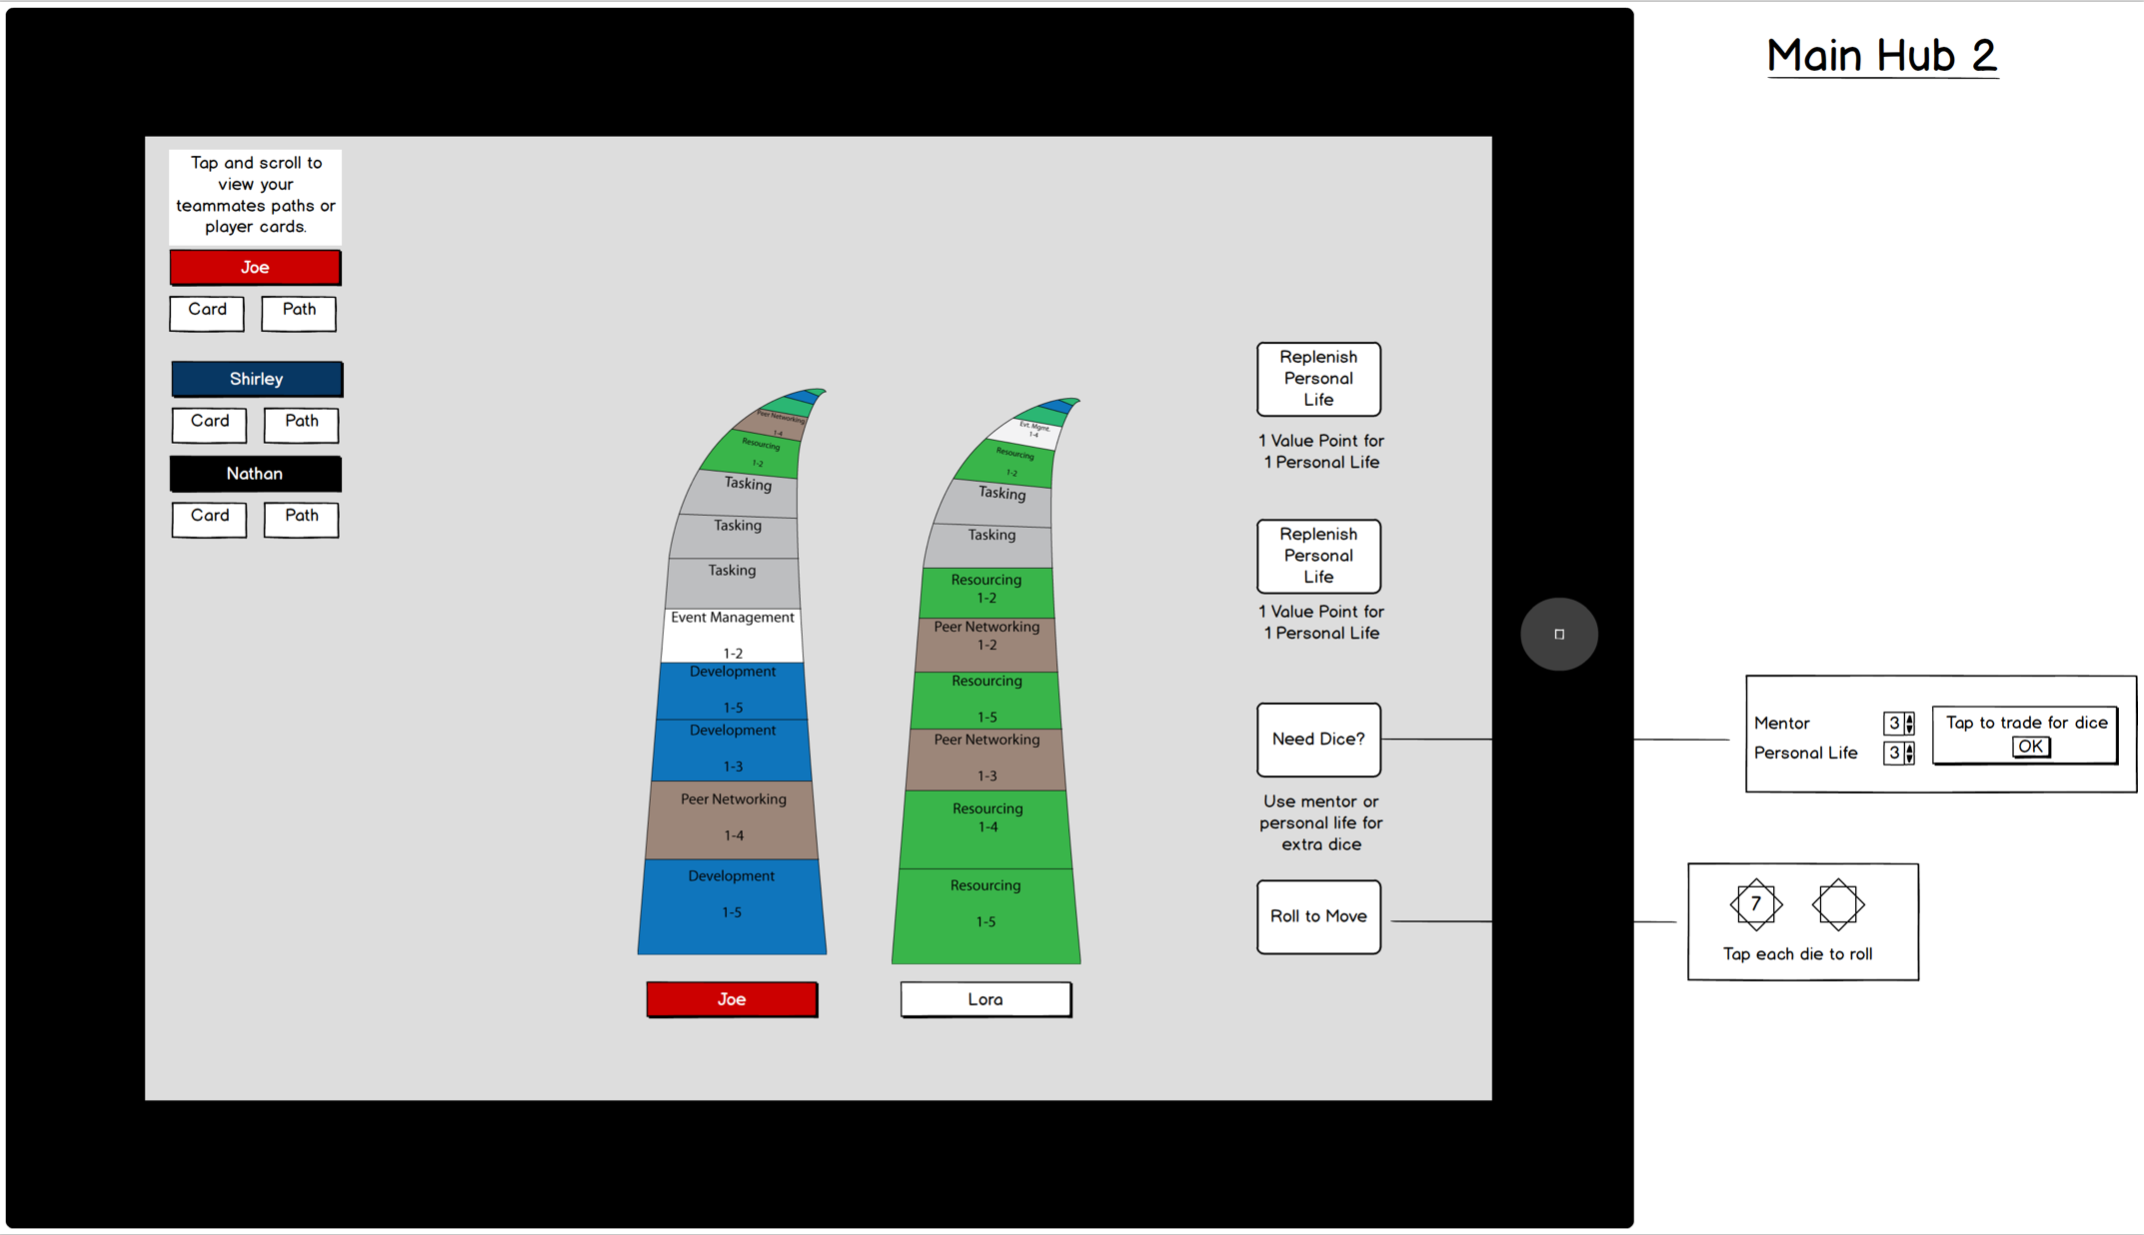 Main Hub 2
Tap and scroll to
view your
teammates paths or
player cards.
Joe
Card
Path
Shirley
Card
Path
Nathan
Card
Path
Peer Networking
1-4
Resourcing
1-2
Tasking
Tasking
Tasking
Event Management
1-2
Development
1-5
Development
1-3
Peer Networking
1-4
Development
1-5
Joe
Evt. Mgmt.
1-4
Resourcing
1-2
Tasking
Tasking
Resourcing
1-2
Peer Networking
1-2
Resourcing
1-5
Peer Networking
1-3
Resourcing
1-4
Resourcing
1-5
Lora
Replenish
Personal
Life
1 Value Point for
1 Personal Life
Replenish
Personal
Life
1 Value Point for
1 Personal Life
Need Dice?
Use mentor or
personal life for
extra dice
Roll to Move
Mentor 3
Personal Life 3
Tap to trade for dice
OK
7
Tap each die to roll